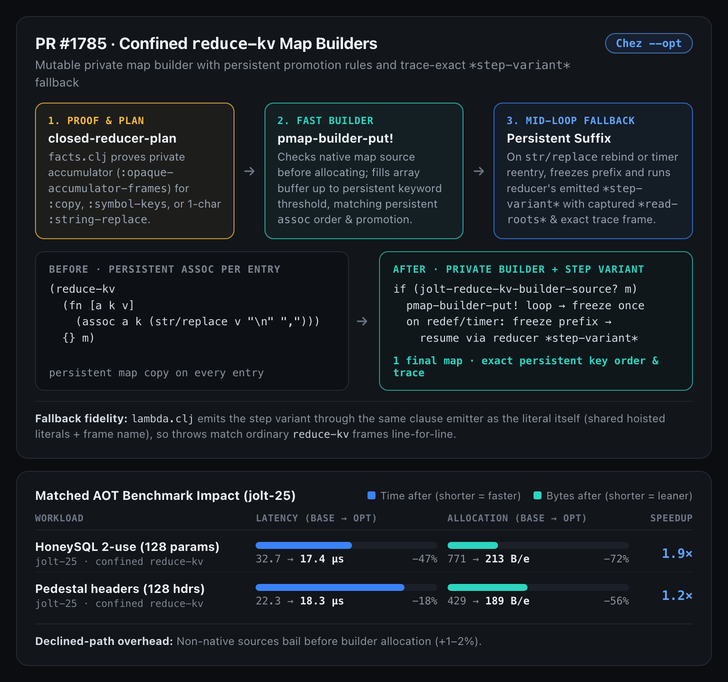 PR #1785 · Confined reduce-kv Map Builders
Chez --opt
Mutable private map builder with persistent promotion rules and trace-exact *step-variant*
fallback
1. PROOF & PLAN
closed-reducer-plan
facts.clj proves private
accumulator (:opaque-
accumulator-frames) for
:copy, :symbol-keys, or 1-char
:string-replace.
→
2. FAST BUILDER
pmap-builder-put!
Checks native map source
before allocating; fills array
buffer up to persistent keyword
threshold, matching persistent
assoc order & promotion.
→
3. MID-LOOP FALLBACK
Persistent Suffix
On str/replace rebind or timer
reentry, freezes prefix and runs
reducer's emitted *step-
variant* with captured *read-
roots* & exact trace frame.
BEFORE · PERSISTENT ASSOC PER ENTRY
(reduce-kv
(fn [a k v]
(assoc a k (str/replace v "\n" ",")))
{} m)
persistent map copy on every entry
→
AFTER · PRIVATE BUILDER + STEP VARIANT
if (jolt-reduce-kv-builder-source? m)
pmap-builder-put! loop → freeze once
on redef/timer: freeze prefix →
resume via reducer *step-variant*
1 final map · exact persistent key order &
trace
Fallback fidelity: lambda.clj emits the step variant through the same clause emitter as the literal itself (shared hoisted
literals + frame name), so throws match ordinary reduce-kv frames line-for-line.
Matched AOT Benchmark Impact (jolt-25)
Time after (shorter = faster)
Bytes after (shorter = leaner)
WORKLOAD
LATENCY (BASE → OPT)
ALLOCATION (BASE → OPT)
SPEEDUP
HoneySQL 2-use (128 params)
jolt-25 · confined reduce-kv
32.7 → 17.4 µs
−47%
771 → 213 B/e
−72%
1.9×
Pedestal headers (128 hdrs)
jolt-25 · confined reduce-kv
22.3 → 18.3 µs
−18%
429 → 189 B/e
−56%
1.2×
Declined-path overhead: Non-native sources bail before builder allocation (+1–2%).